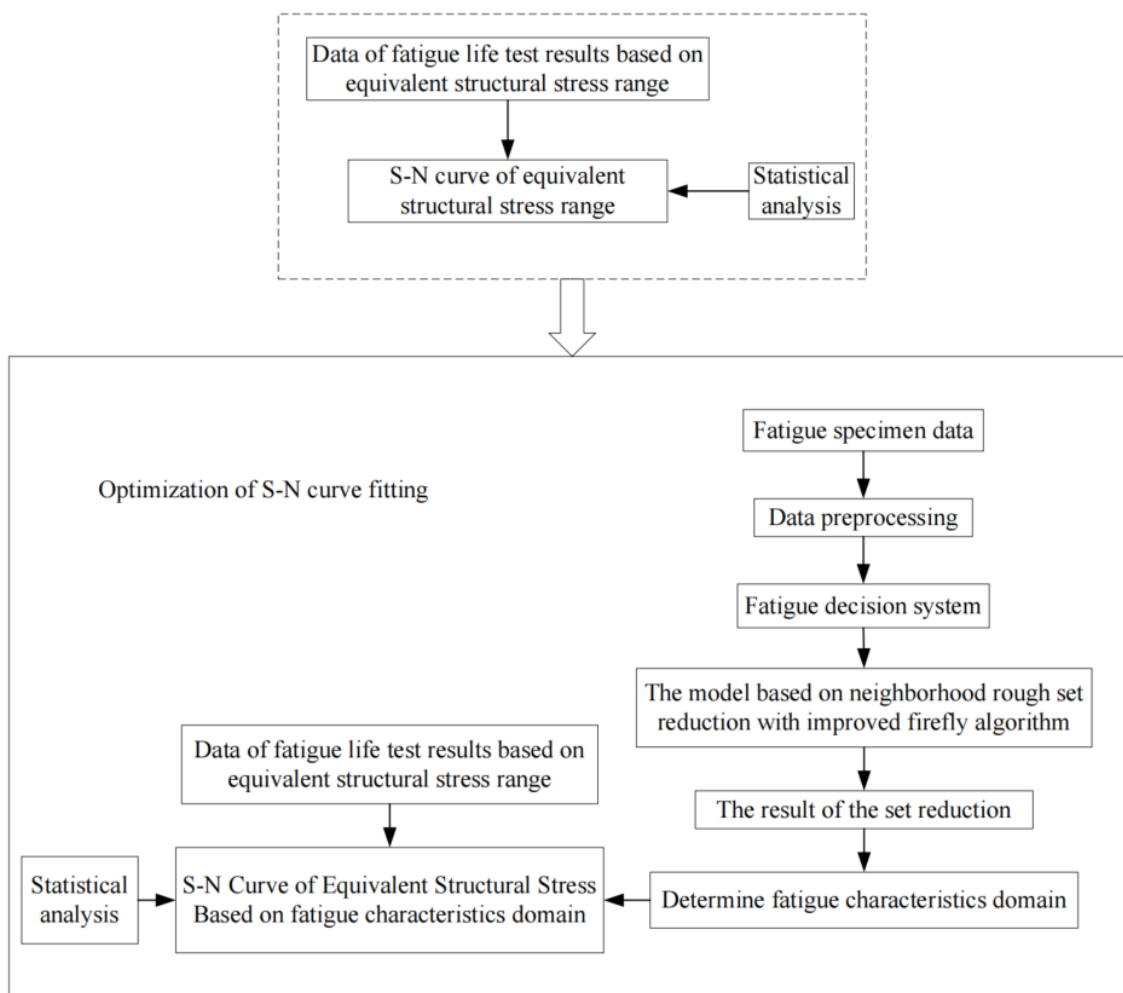 Data of fatigue life test results based on
equivalent structural stress range
S-N curve of equivalent
structural stress range
Statistical
analysis
Optimization of S-N curve fitting
Fatigue specimen data
Data preprocessing
Fatigue decision system
The model based on neighborhood rough set
reduction with improved firefly algorithm
The result of the set reduction
Determine fatigue characteristics domain
Data of fatigue life test results based on
equivalent structural stress range
Statistical
analysis
S-N Curve of Equivalent Structural Stress
Based on fatigue characteristics domain